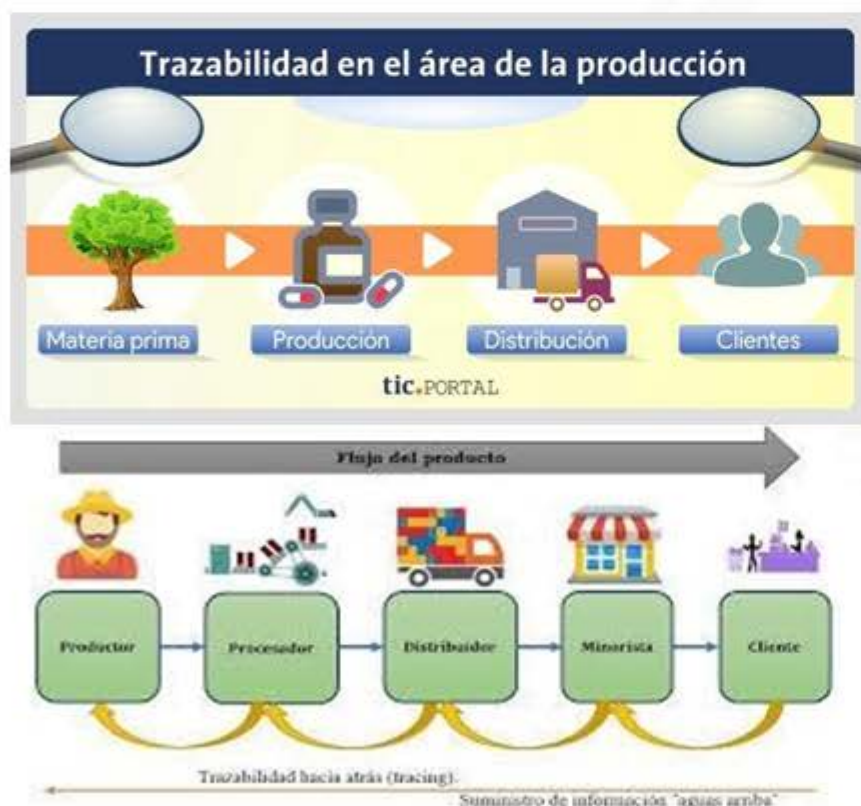 Trazabilidad en el área de la producción
Materia prima
Producción
Distribución
Clientes
tic.PORTAL
Flujo del producto
Productor
Procesador
Distribuidor
Minorista
Cliente
Trazabilidad hacia atrás (tracing).
Suministro de información "aguas arriba"